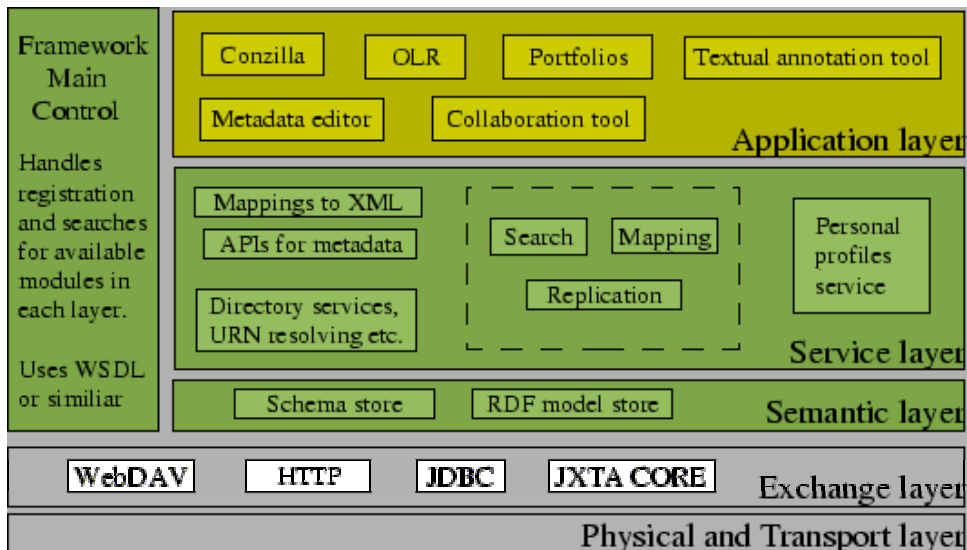 Framework
Main
Control
Handles
registration
and searches
for available
modules in
each layer.
Uses WSDL
or similiar
Conzilla
OLR
Portfolios
Textual annotation tool
Metadata editor
Collaboration tool
Application layer
Mappings to XML
APIs for metadata
Directory services,
URN resolving etc.
Search
Mapping
Replication
Personal
profiles
service
Service layer
Schema store
RDF model store
Semantic layer
WebDAV
HTTP
JDBC
JXTA CORE
Exchange layer
Physical and Transport layer